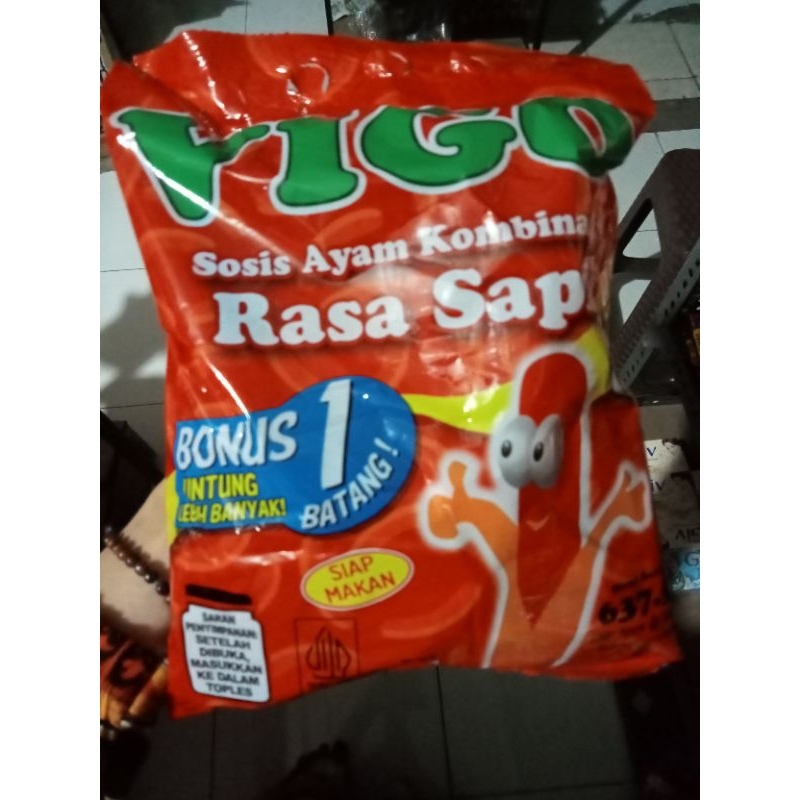 VIGO
Sosis Ayam Kombina
Rasa Sap
BONUS 1
BATANG!
UNTUNG
LEBIH BANYAK!
SIAP
MAKAN
SARAN
PENYIMPANAN:
SETELAH
DIBUKA,
MASUKKAN
KE DALAM
TOPLES
637